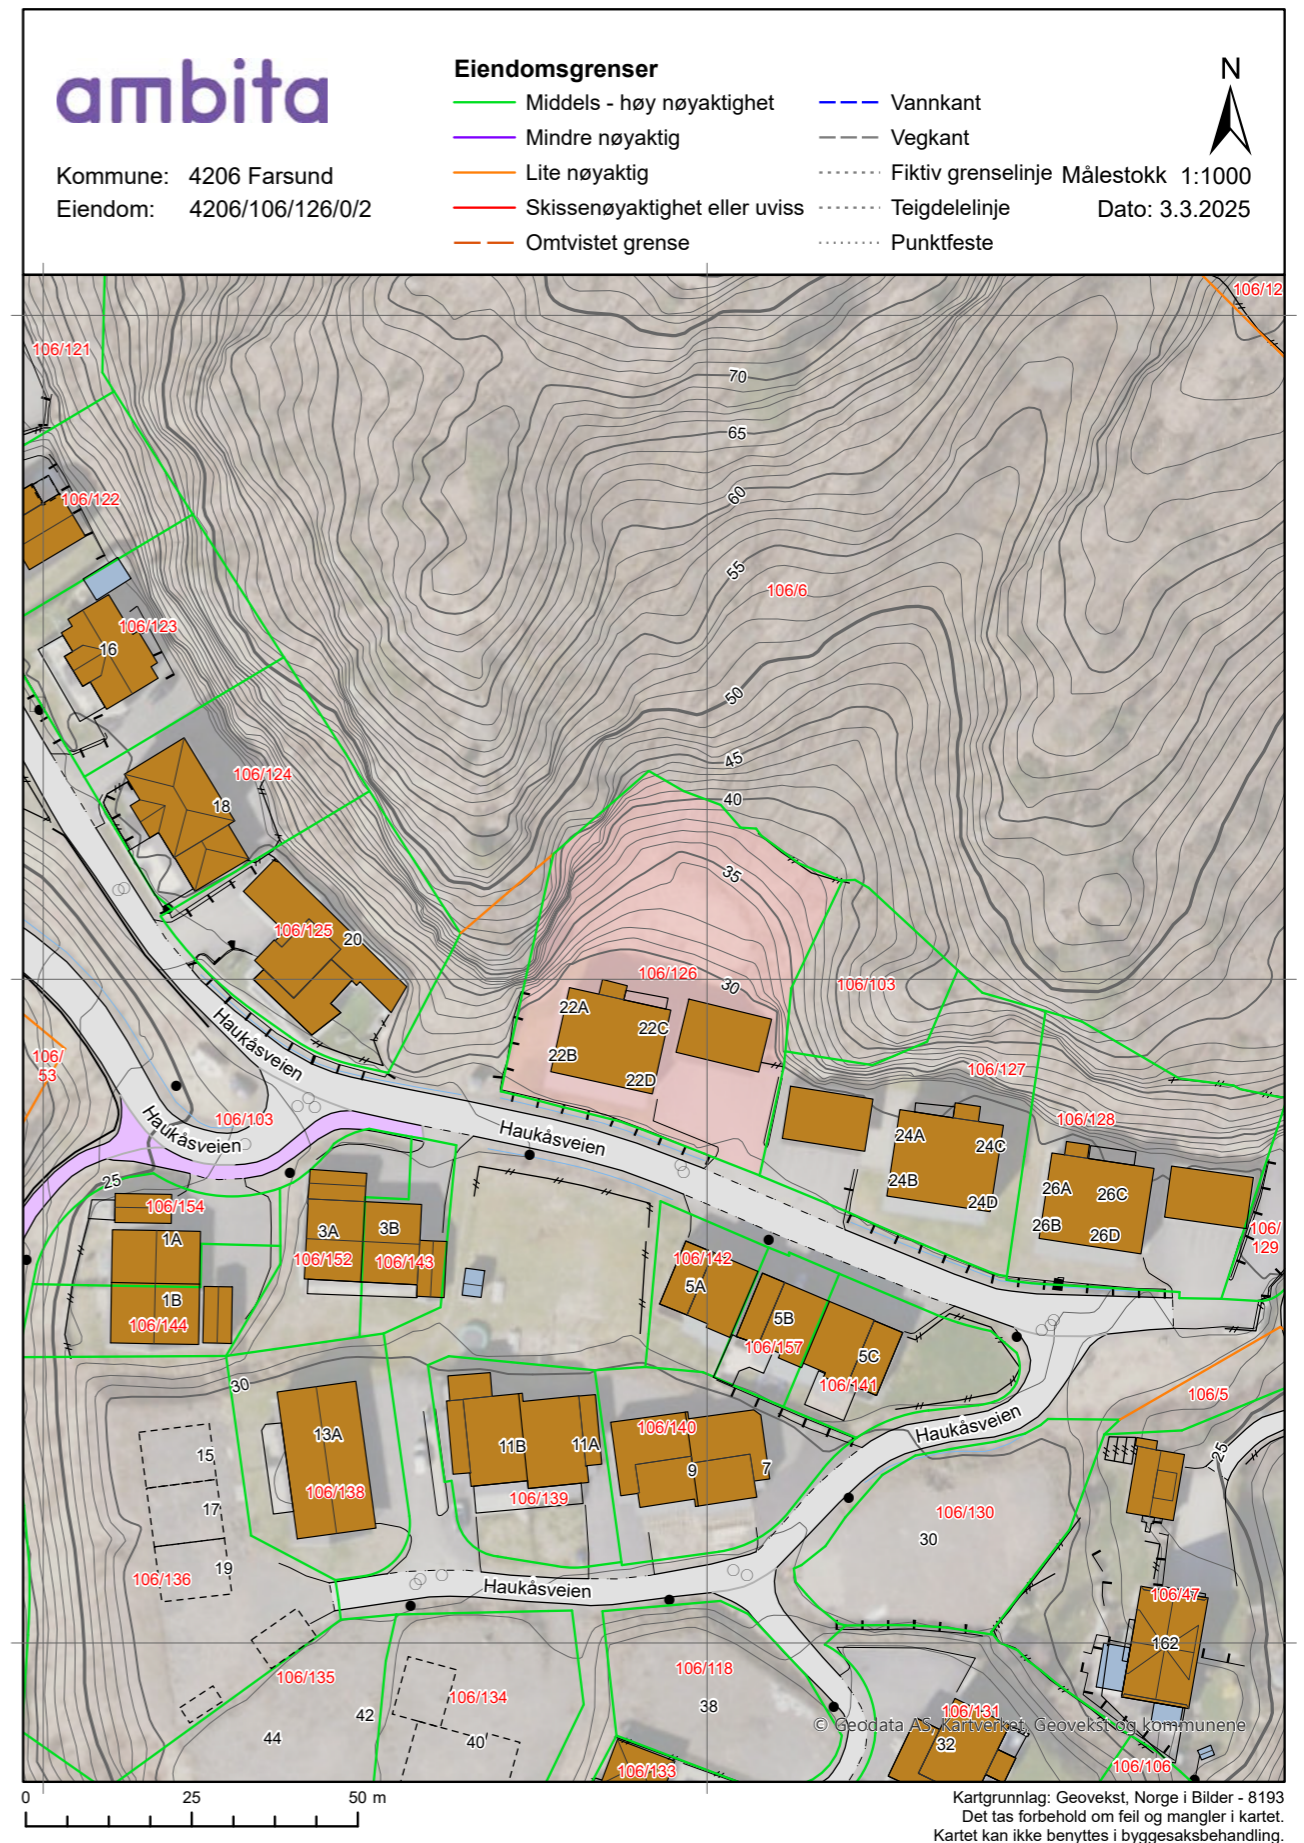 ambita
Kommune: 4206 Farsund
Eiendom: 4206/106/126/0/2
Eiendomsgrenser
Middels - høy nøyaktighet
Mindre nøyaktig
Lite nøyaktig
Skissenøyaktighet eller uviss
Omtvistet grense
Vannkant
Vegkant
Fiktiv grenselinje
Teigdelelinje
Punktfeste
N
Målestokk 1:1000
Dato: 3.3.2025
106/12
106/121
70
65
106/122
60
55
106/6
106/123
16
50
45
106/124
40
18
35
106/125
20
106/126
30
106/103
22A
22C
22B
22D
Haukåsveien
106/
53
106/127
106/103
Haukåsveien
Haukåsveien
106/128
24A
24C
24B
24D
26A
26C
26B
26D
106/
129
25
106/154
1A
3A
3B
106/152
106/143
1B
106/144
106/142
5A
5B
106/157
5C
106/141
30
13A
106/138
11B
11A
106/139
106/140
9
7
Haukåsveien
106/5
25
15
17
19
106/136
106/130
30
Haukåsveien
106/47
162
106/135
106/134
106/118
42
38
44
40
106/131
32
106/133
106/106
© Geodata AS, Kartverket, Geovekst og kommunene
0 25 50 m
Kartgrunnlag: Geovekst, Norge i Bilder - 8193
Det tas forbehold om feil og mangler i kartet.
Kartet kan ikke benyttes i byggesaksbehandling.